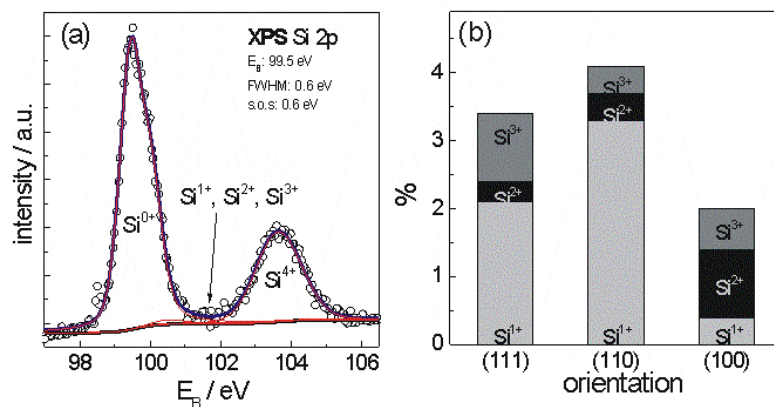 (a)
XPS Si 2p
E_B: 99.5 eV
FWHM: 0.6 eV
s.o.s: 0.6 eV
Si⁰⁺
Si¹⁺, Si²⁺, Si³⁺
Si⁴⁺
intensity / a.u.
98 100 102 104 106
E_B / eV
(b)
4
3
2
1
0
%
Si³⁺
Si²⁺
Si¹⁺
Si³⁺
Si²⁺
Si¹⁺
Si³⁺
Si²⁺
Si¹⁺
(111) (110) (100)
orientation